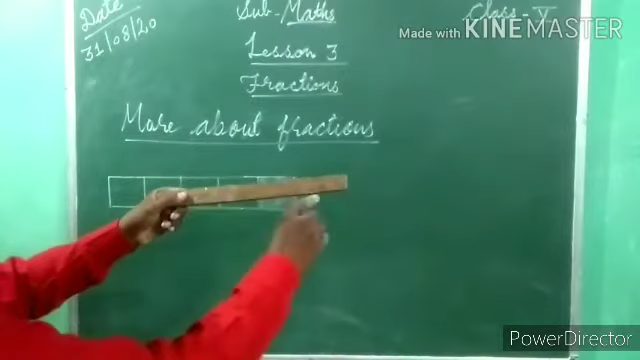 Date
31/08/20
Sub-Maths
Class-V
Made with KINEMASTER
Lesson 3
Fractions
More about fractions
PowerDirector